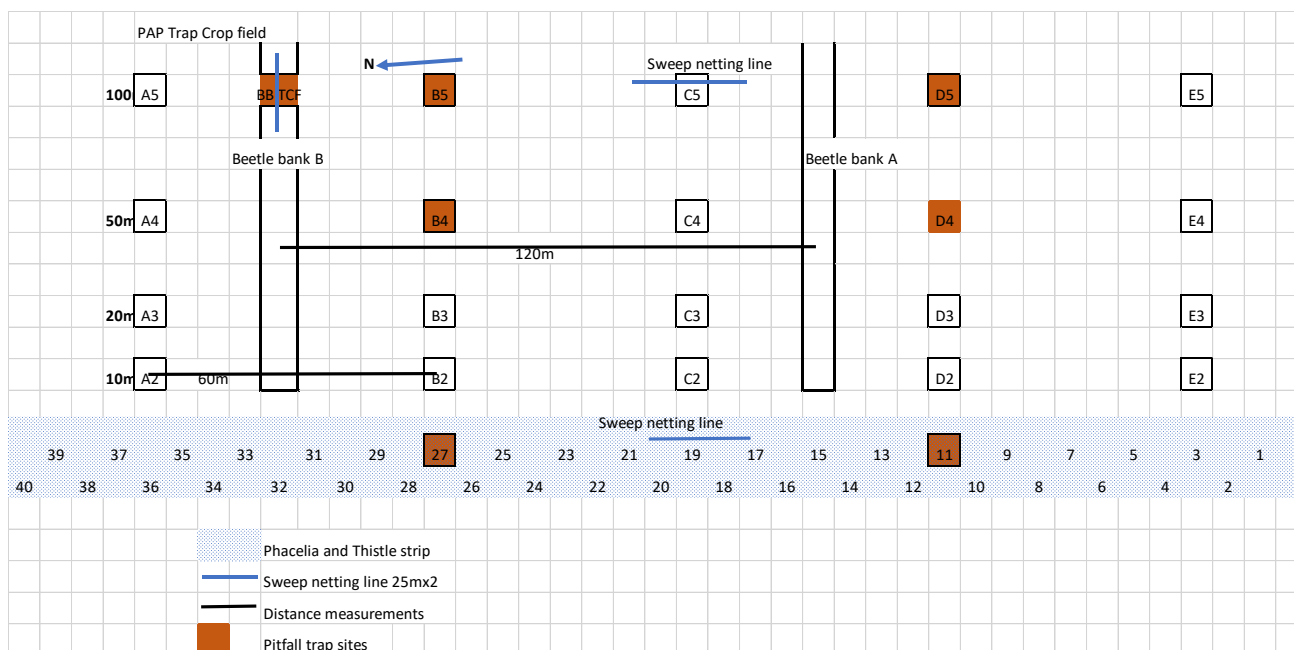 PAP Trap Crop field
N
Sweep netting line
100 A5 BB TCF B5 C5 D5 E5
Beetle bank B Beetle bank A
50m A4 B4 C4 D4 E4
120m
20m A3 B3 C3 D3 E3
10m A2 60m B2 C2 D2 E2
Sweep netting line
39 37 35 33 31 29 27 25 23 21 19 17 15 13 11 9 7 5 3 1
40 38 36 34 32 30 28 26 24 22 20 18 16 14 12 10 8 6 4 2
Phacelia and Thistle strip
Sweep netting line 25mx2
Distance measurements
Pitfall trap sites